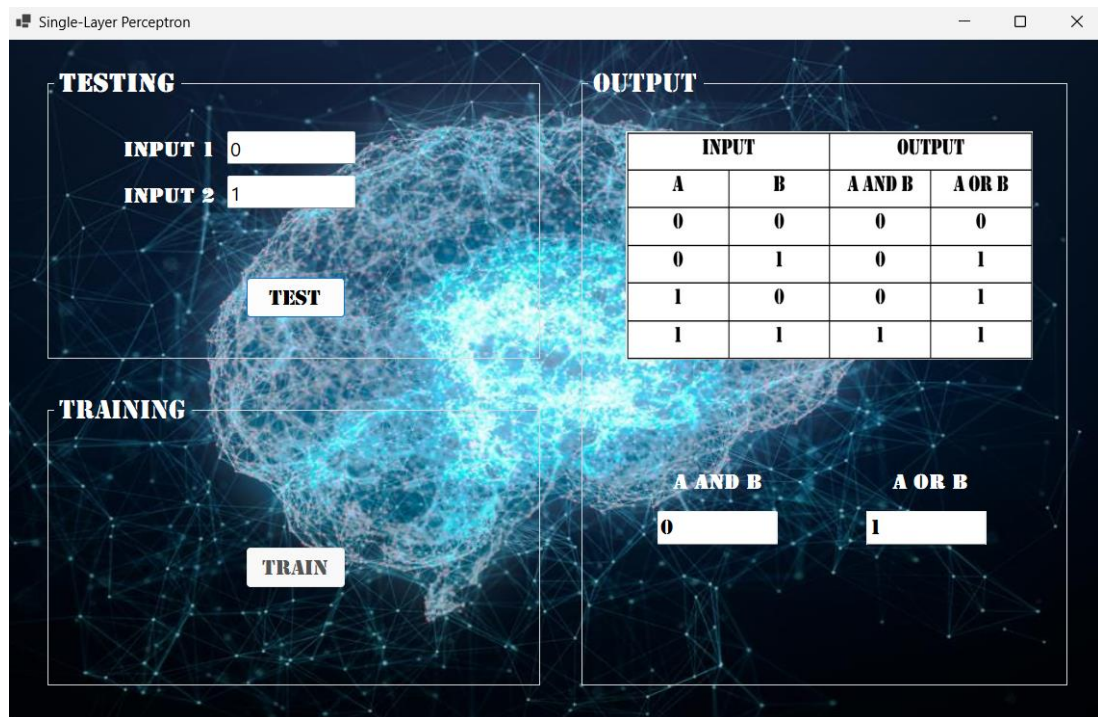 Single-Layer Perceptron
TESTING
INPUT 1 0
INPUT 2 1
TEST
TRAINING
TRAIN
OUTPUT
INPUT OUTPUT
A B A AND B A OR B
0 0 0 0
0 1 0 1
1 0 0 1
1 1 1 1
A AND B A OR B
0 1